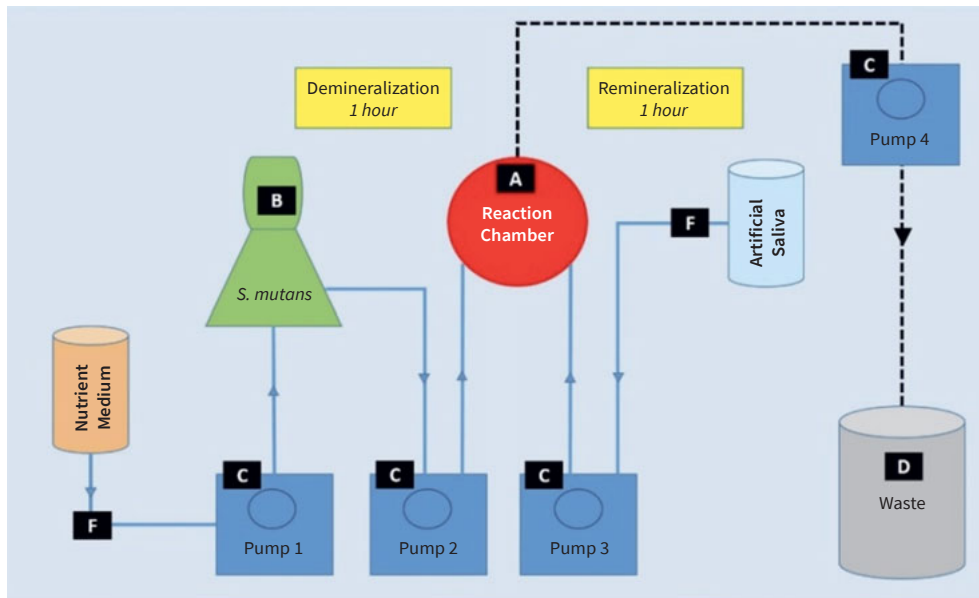 Demineralization
1 hour
Remineralization
1 hour
C
Pump 4
A
Reaction
Chamber
B
S. mutans
F
Artificial
Saliva
Nutrient
Medium
F
C
Pump 1
C
Pump 2
C
Pump 3
D
Waste